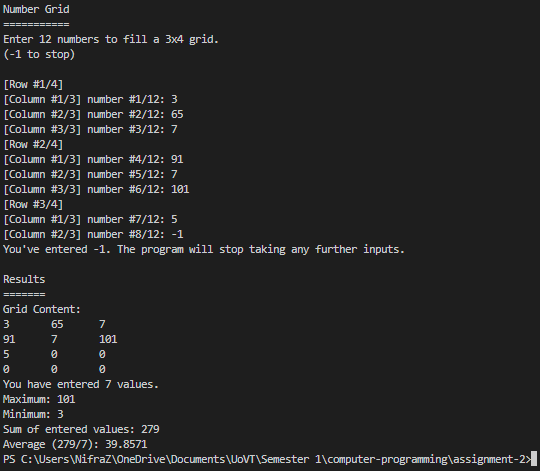 Number Grid
===========
Enter 12 numbers to fill a 3x4 grid.
(-1 to stop)
[Row #1/4]
[Column #1/3] number #1/12: 3
[Column #2/3] number #2/12: 65
[Column #3/3] number #3/12: 7
[Row #2/4]
[Column #1/3] number #4/12: 91
[Column #2/3] number #5/12: 7
[Column #3/3] number #6/12: 101
[Row #3/4]
[Column #1/3] number #7/12: 5
[Column #2/3] number #8/12: -1
You've entered -1. The program will stop taking any further inputs.
Results
=======
Grid Content:
3 65 7
91 7 101
5 0 0
0 0 0
You have entered 7 values.
Maximum: 101
Minimum: 3
Sum of entered values: 279
Average (279/7): 39.8571
PS C:\Users\NifraZ\OneDrive\Documents\UoVT\Semester 1\computer-programming\assignment-2>